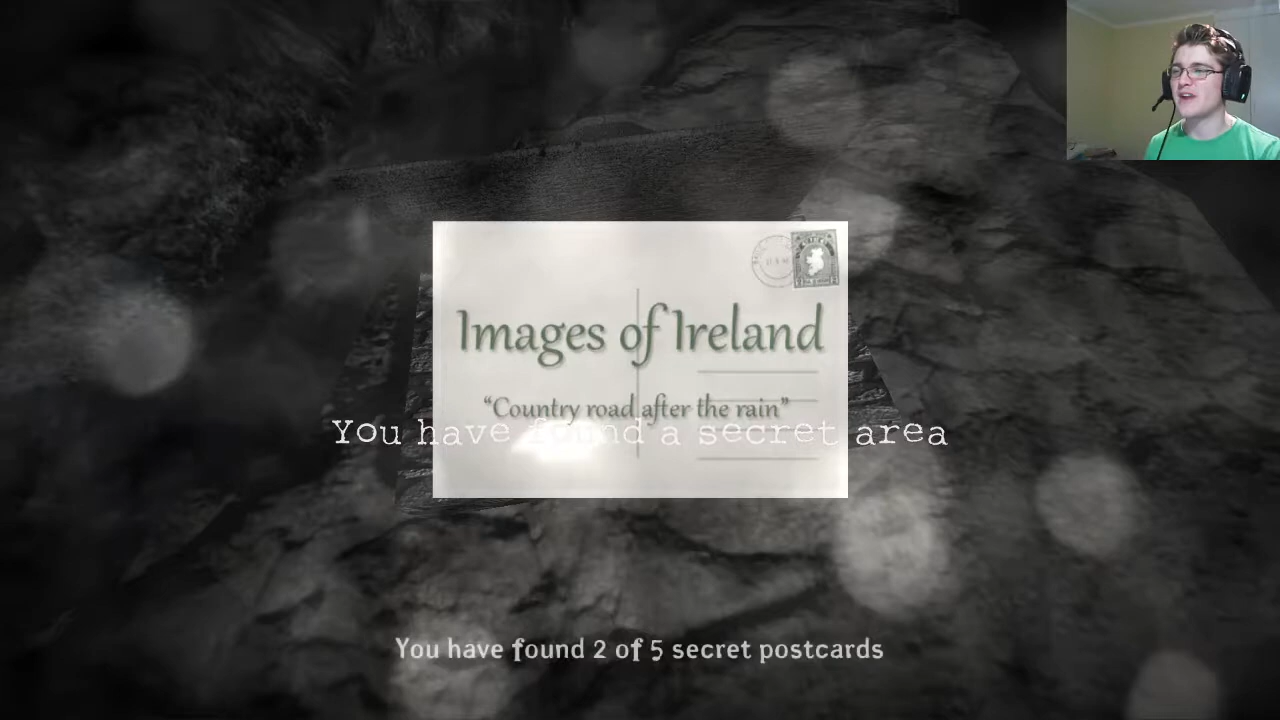 Images of Ireland
“Country road after the rain”
You have found a secret area
You have found 2 of 5 secret postcards